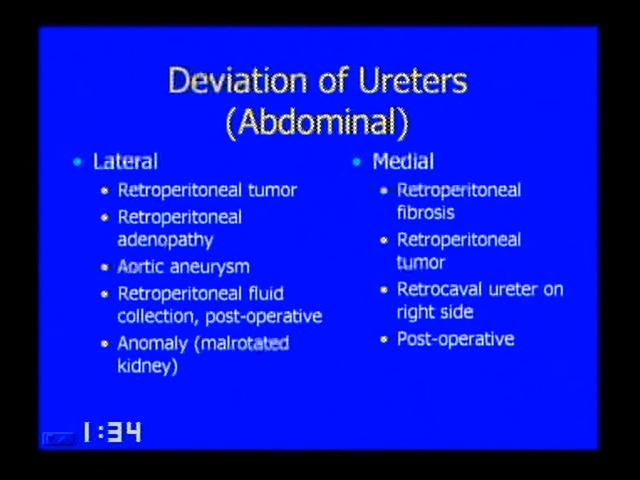 Deviation of Ureters
(Abdominal)
Lateral
Retroperitoneal tumor
Retroperitoneal
adenopathy
Aortic aneurysm
Retroperitoneal fluid
collection, post-operative
Anomaly (malrotated
kidney)
Medial
Retroperitoneal
fibrosis
Retroperitoneal
tumor
Retrocaval ureter on
right side
Post-operative
1:34